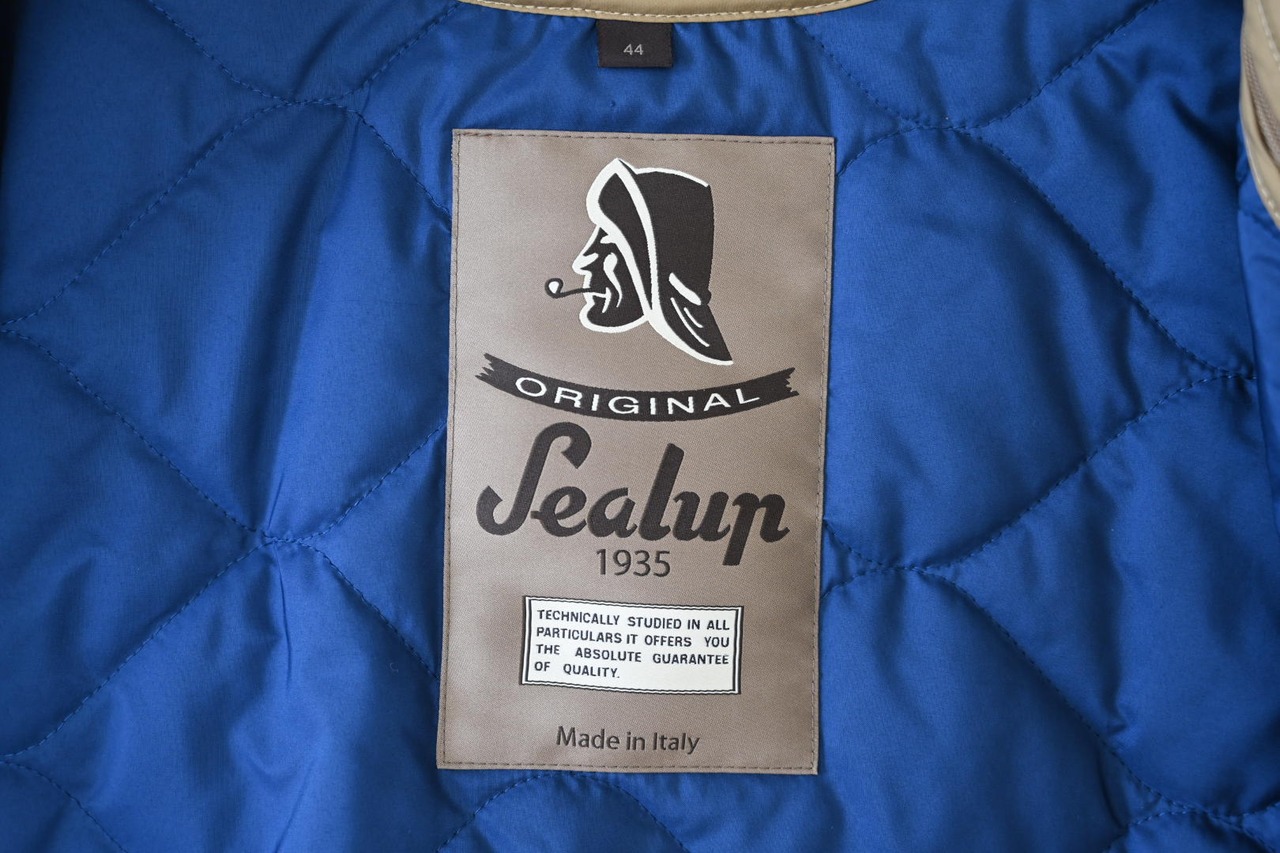 44
ORIGINAL
Sealup
1935
TECHNICALLY STUDIED IN ALL
PARTICULARS IT OFFERS YOU
THE ABSOLUTE GUARANTEE
OF QUALITY.
Made in Italy